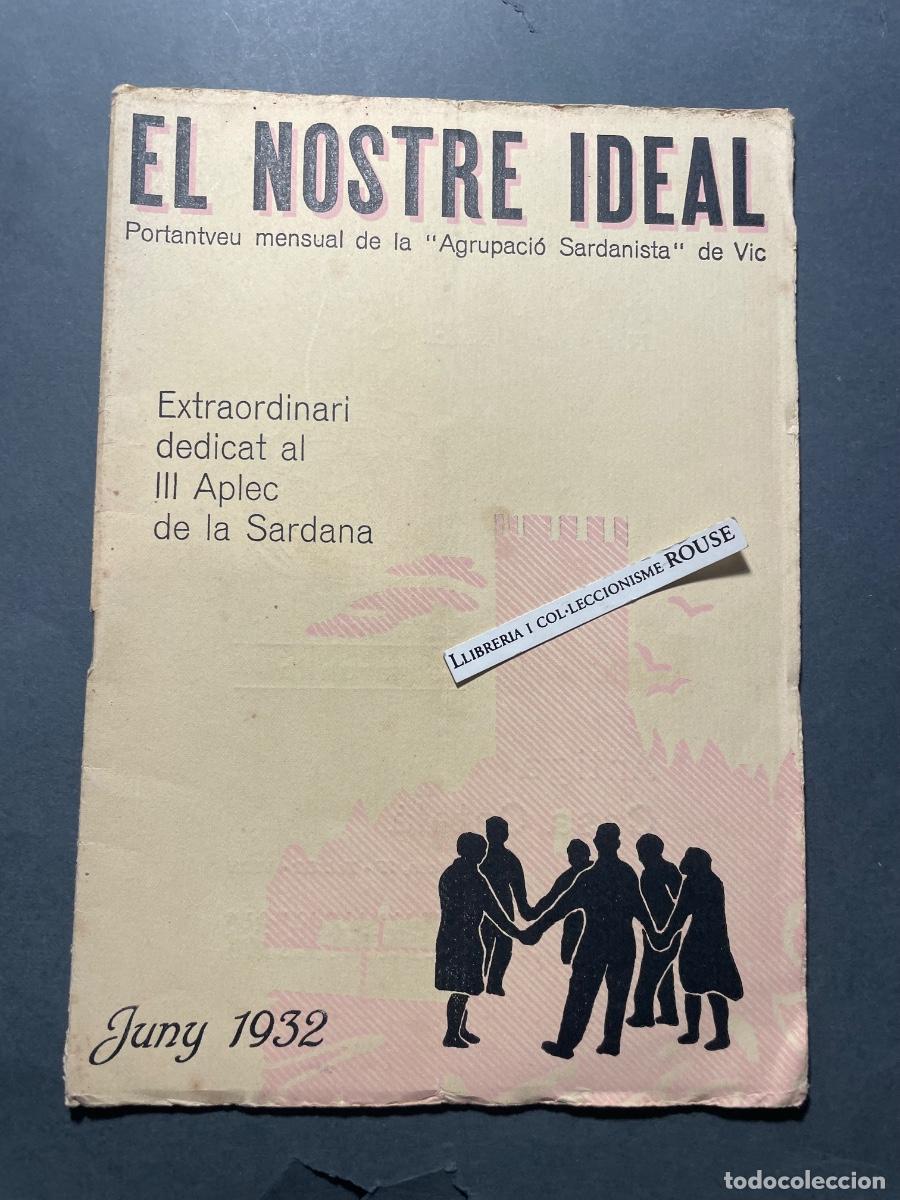 EL NOSTRE IDEAL
Portantveu mensual de la "Agrupació Sardanista" de Vic
Extraordinari
dedicat al
III Aplec
de la Sardana
LLIBRERIA I COL·LECCIONISME ROUSE
Juny 1932
todocoleccion